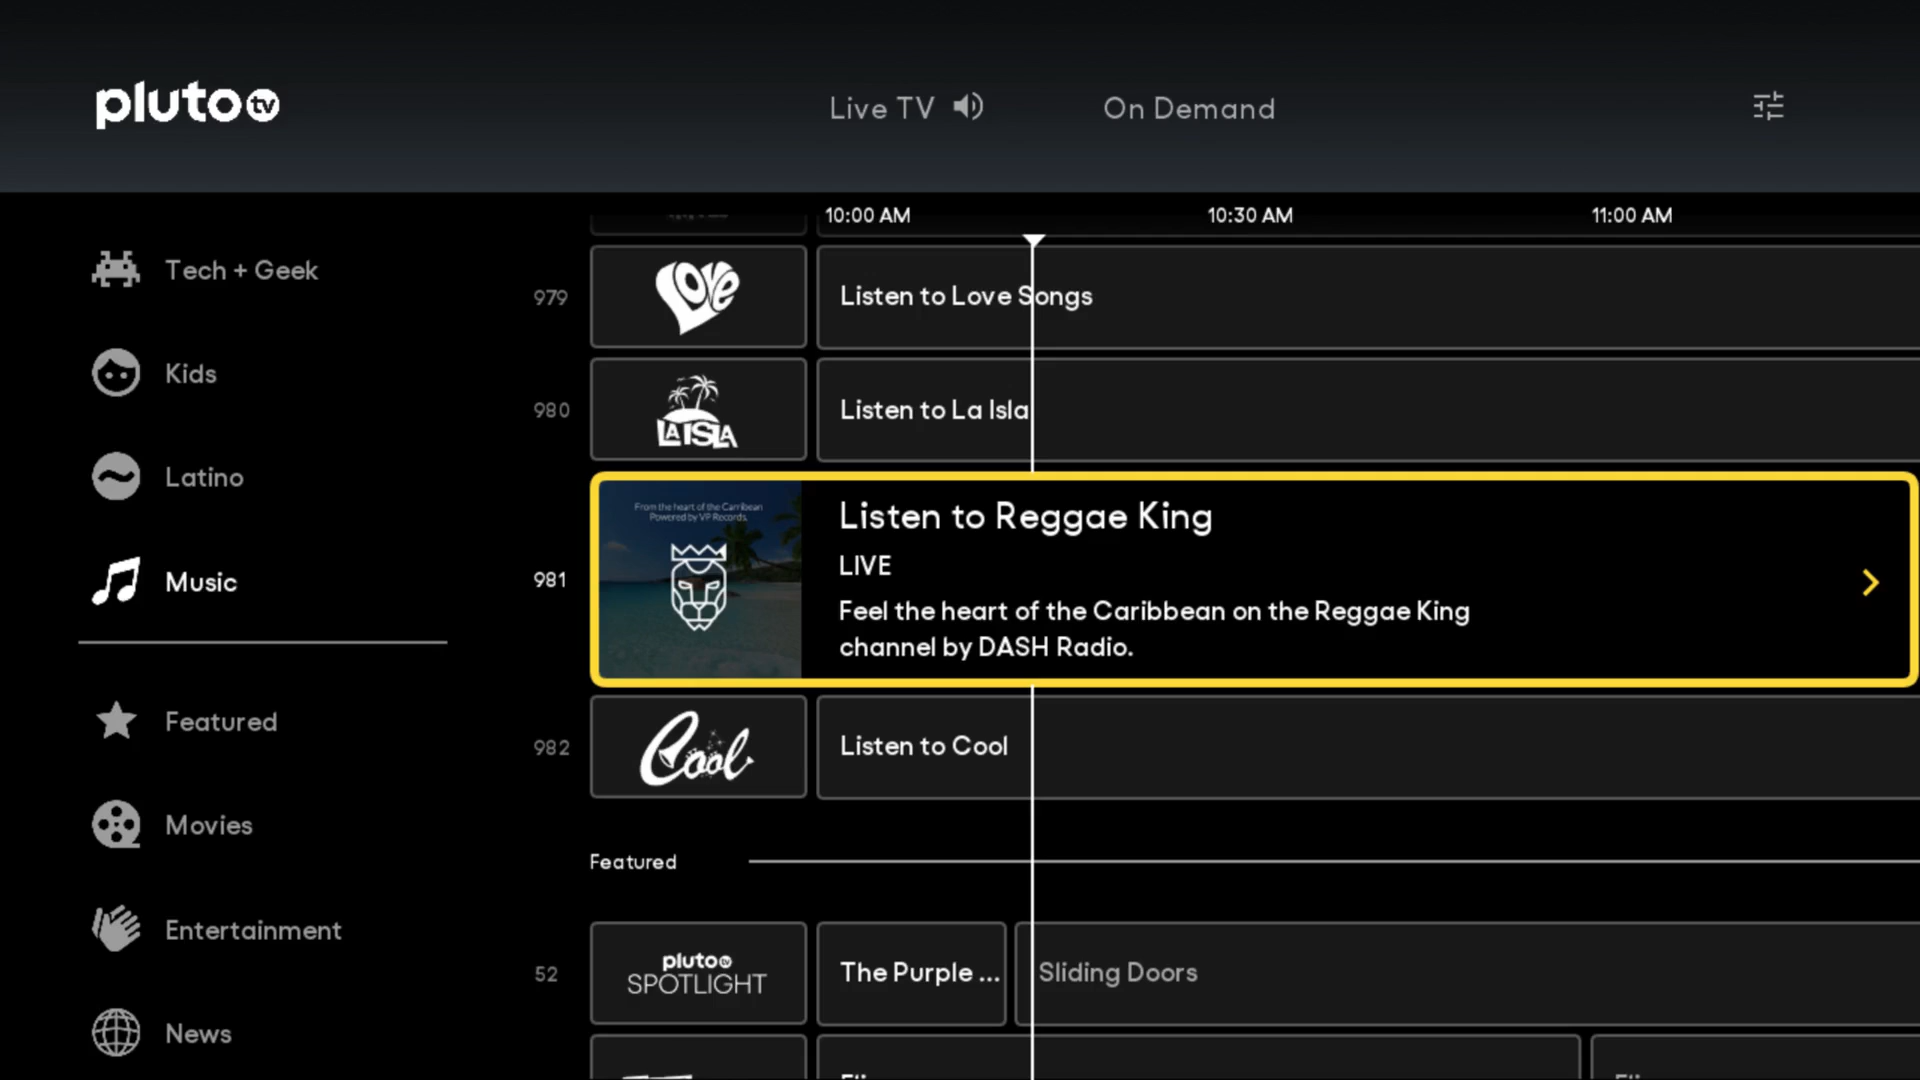 pluto tv
Live TV
On Demand
10:00 AM
10:30 AM
11:00 AM
Tech + Geek
Kids
Latino
Music
Featured
Movies
Entertainment
News
979
Love
Listen to Love Songs
980
LA ISLA
Listen to La Isla
981
From the heart of the Carribean
Powered by VP Records.
Listen to Reggae King
LIVE
Feel the heart of the Caribbean on the Reggae King
channel by DASH Radio.
982
Cool
Listen to Cool
Featured
52
pluto tv
SPOTLIGHT
The Purple ...
Sliding Doors